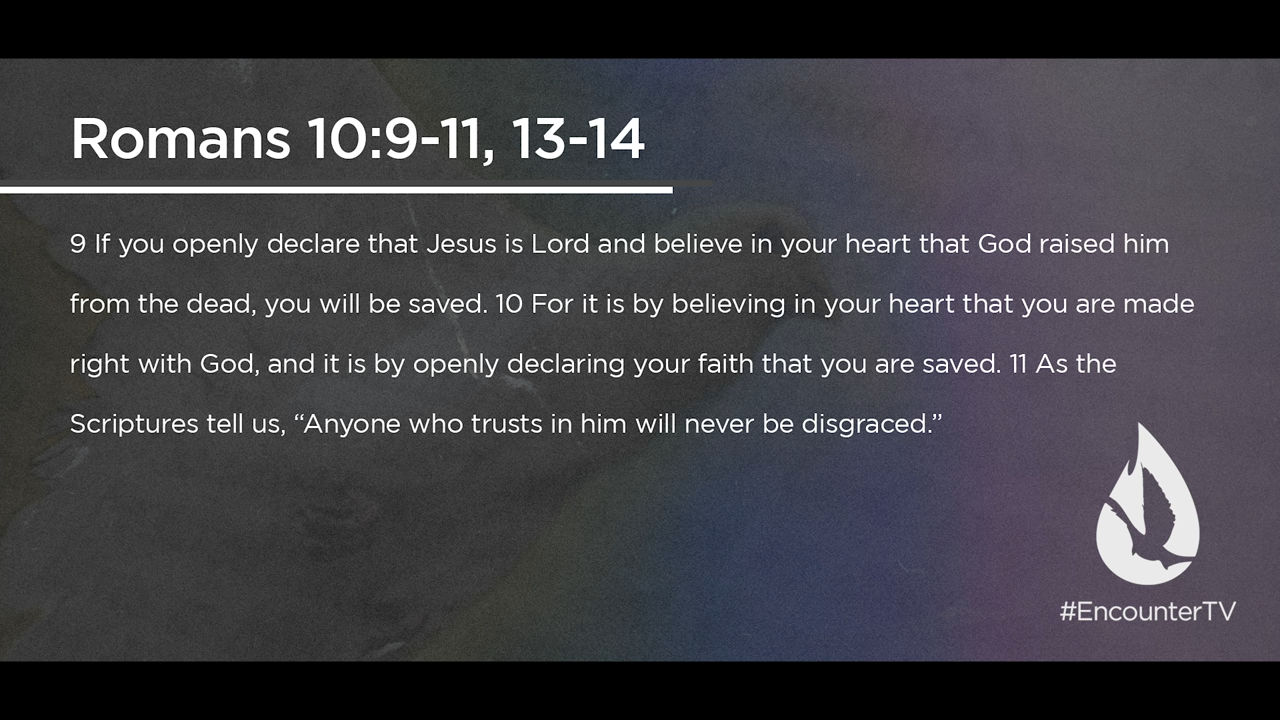 Romans 10:9-11, 13-14
9 If you openly declare that Jesus is Lord and believe in your heart that God raised him
from the dead, you will be saved. 10 For it is by believing in your heart that you are made
right with God, and it is by openly declaring your faith that you are saved. 11 As the
Scriptures tell us, “Anyone who trusts in him will never be disgraced.”
#EncounterTV